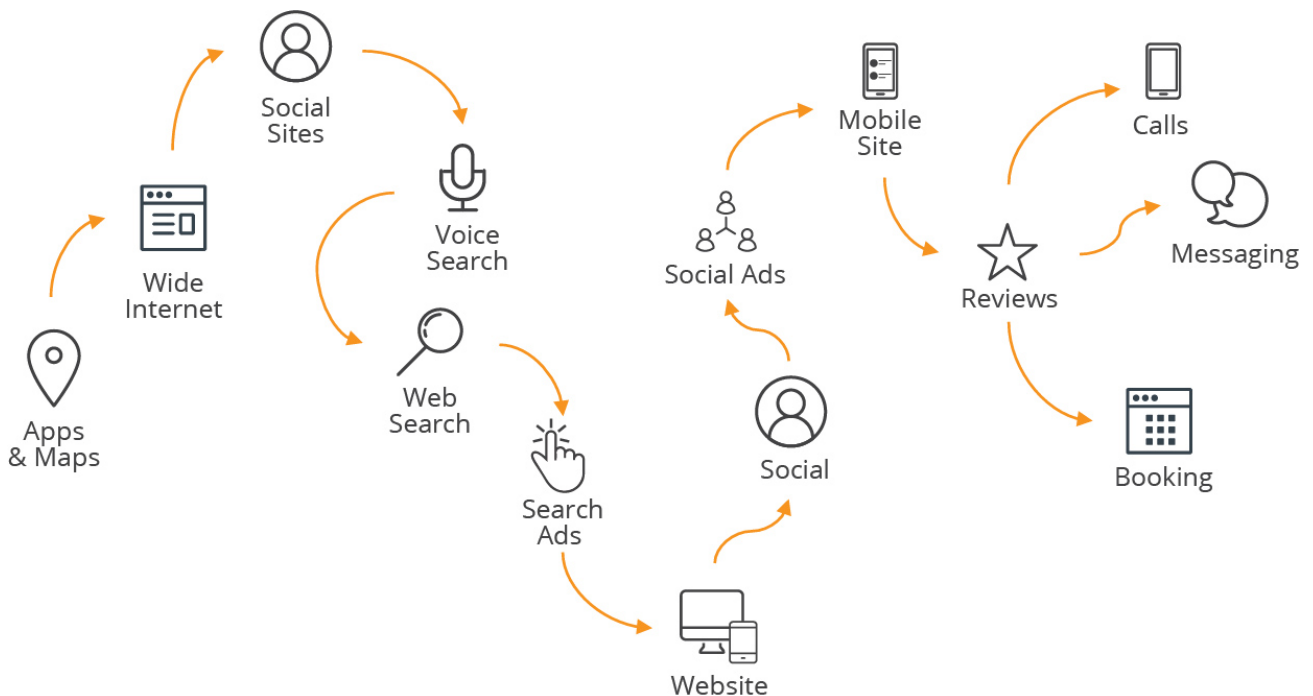 Apps
& Maps
Wide
Internet
Social
Sites
Voice
Search
Web
Search
Search
Ads
Website
Social
Social Ads
Mobile
Site
Reviews
Calls
Messaging
Booking